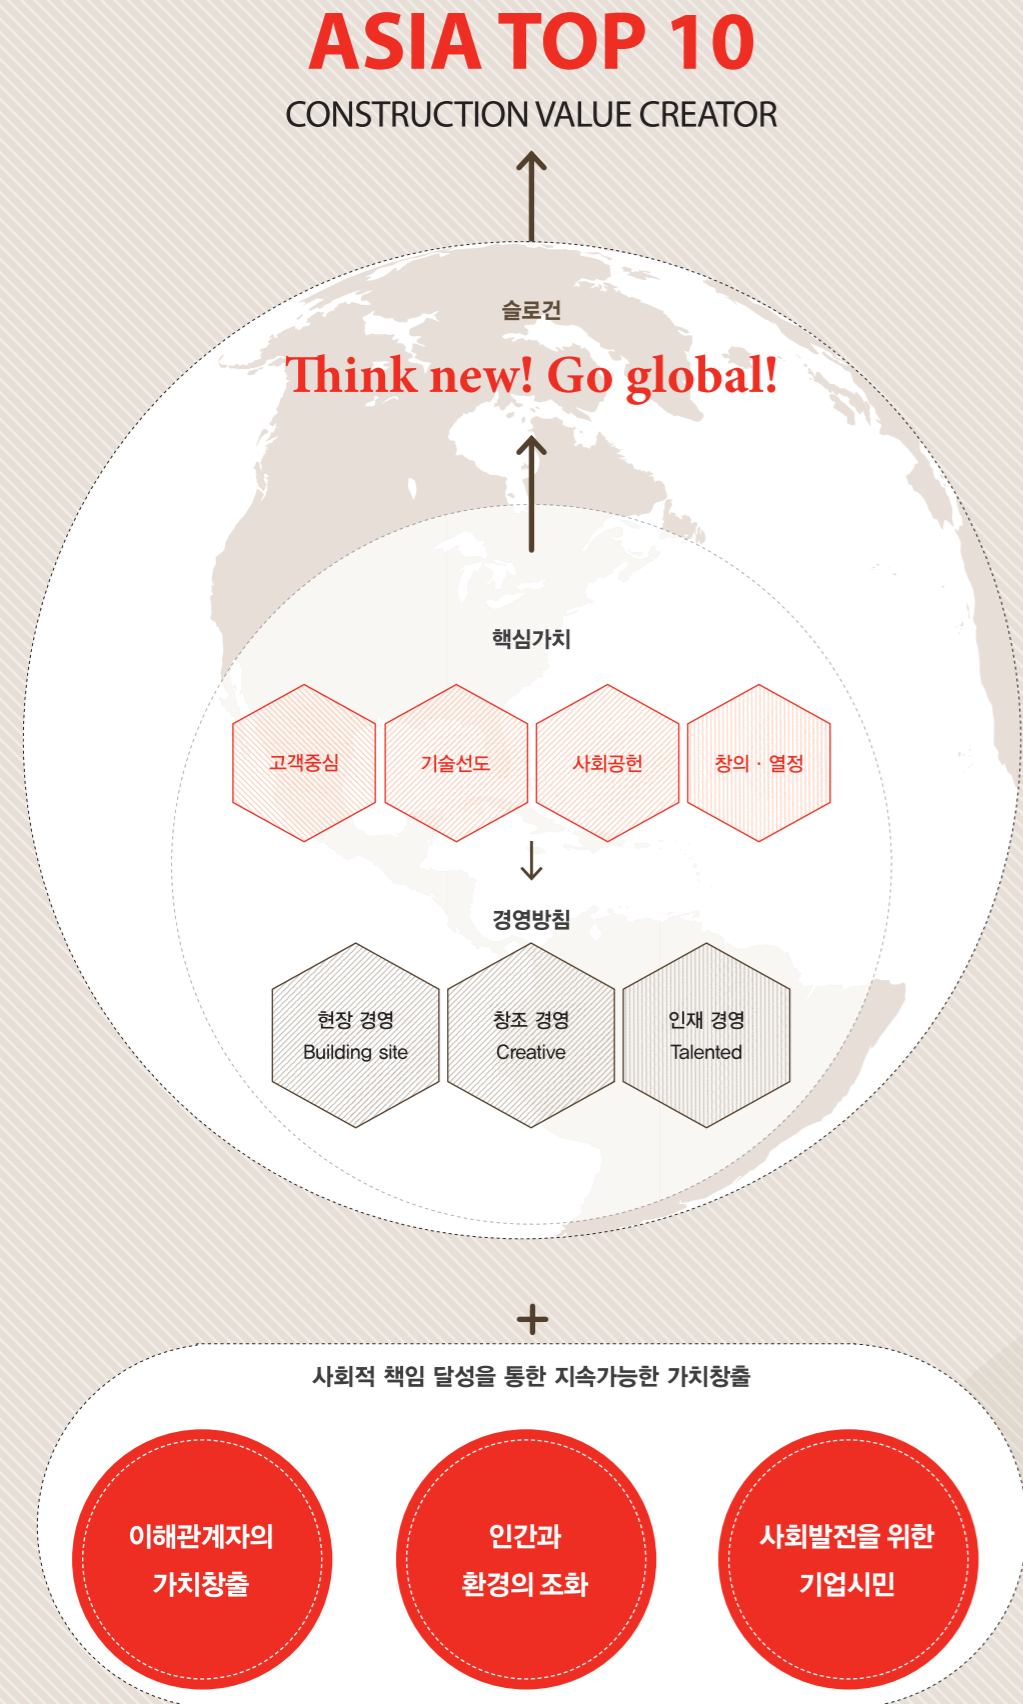 ASIA TOP 10
CONSTRUCTION VALUE CREATOR
슬로건
Think new! Go global!
핵심가치
고객중심
기술선도
사회공헌
창의 · 열정
경영방침
현장 경영
Building site
창조 경영
Creative
인재 경영
Talented
+
사회적 책임 달성을 통한 지속가능한 가치창출
이해관계자의
가치창출
인간과
환경의 조화
사회발전을 위한
기업시민